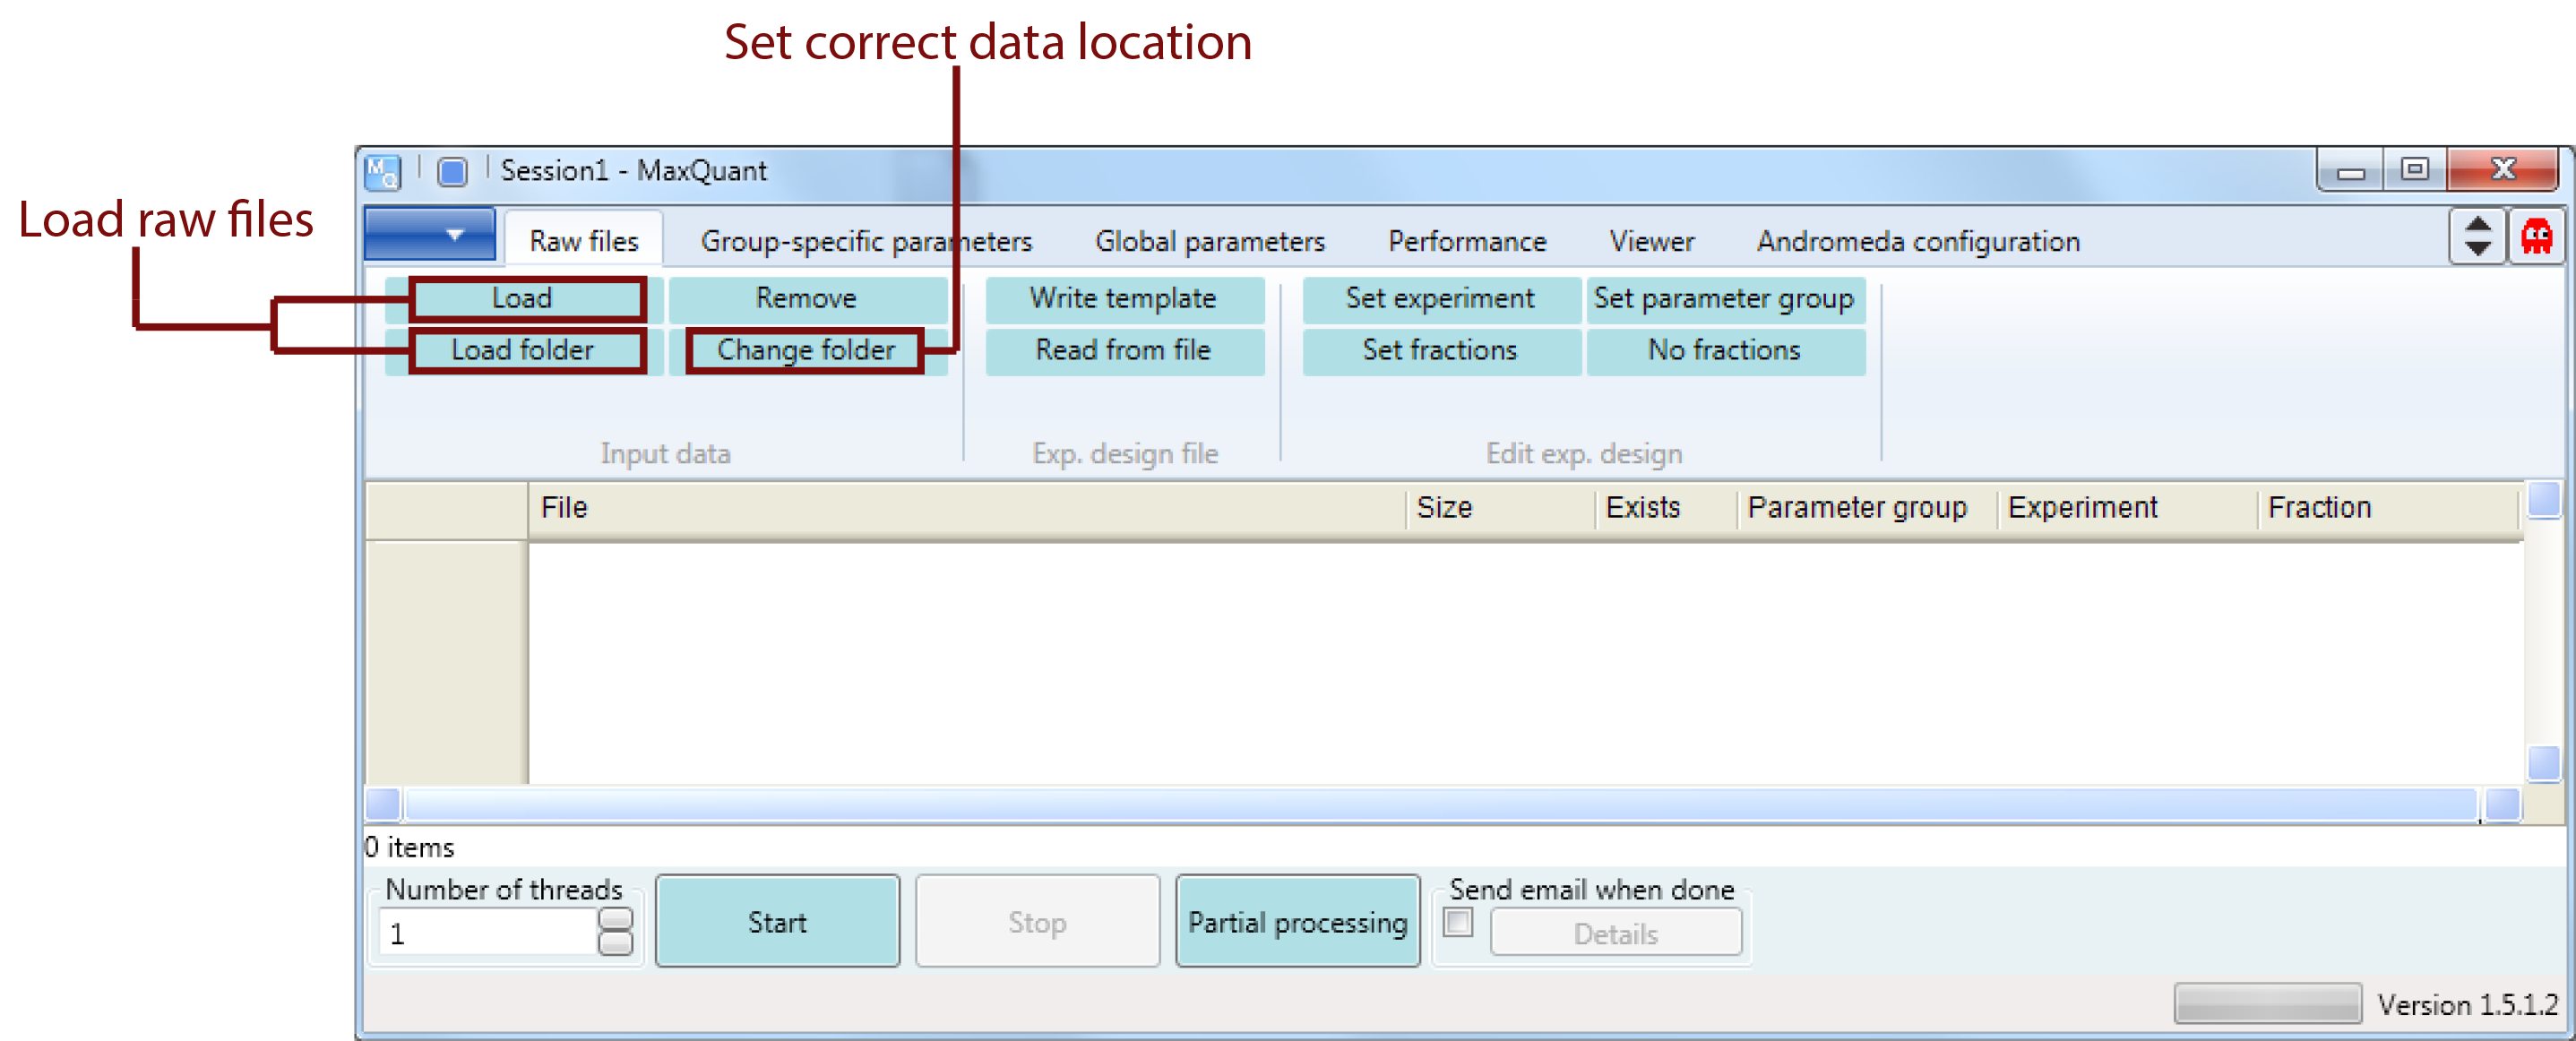 Set correct data location
Session1 - MaxQuant
Load raw files
Raw files Group-specific parameters Global parameters Performance Viewer Andromeda configuration
Load Remove Write template Set experiment Set parameter group
Load folder Change folder Read from file Set fractions No fractions
Input data Exp. design file Edit exp. design
File Size Exists Parameter group Experiment Fraction
0 items
Number of threads Send email when done
1 Start Stop Partial processing Details
Version 1.5.1.2